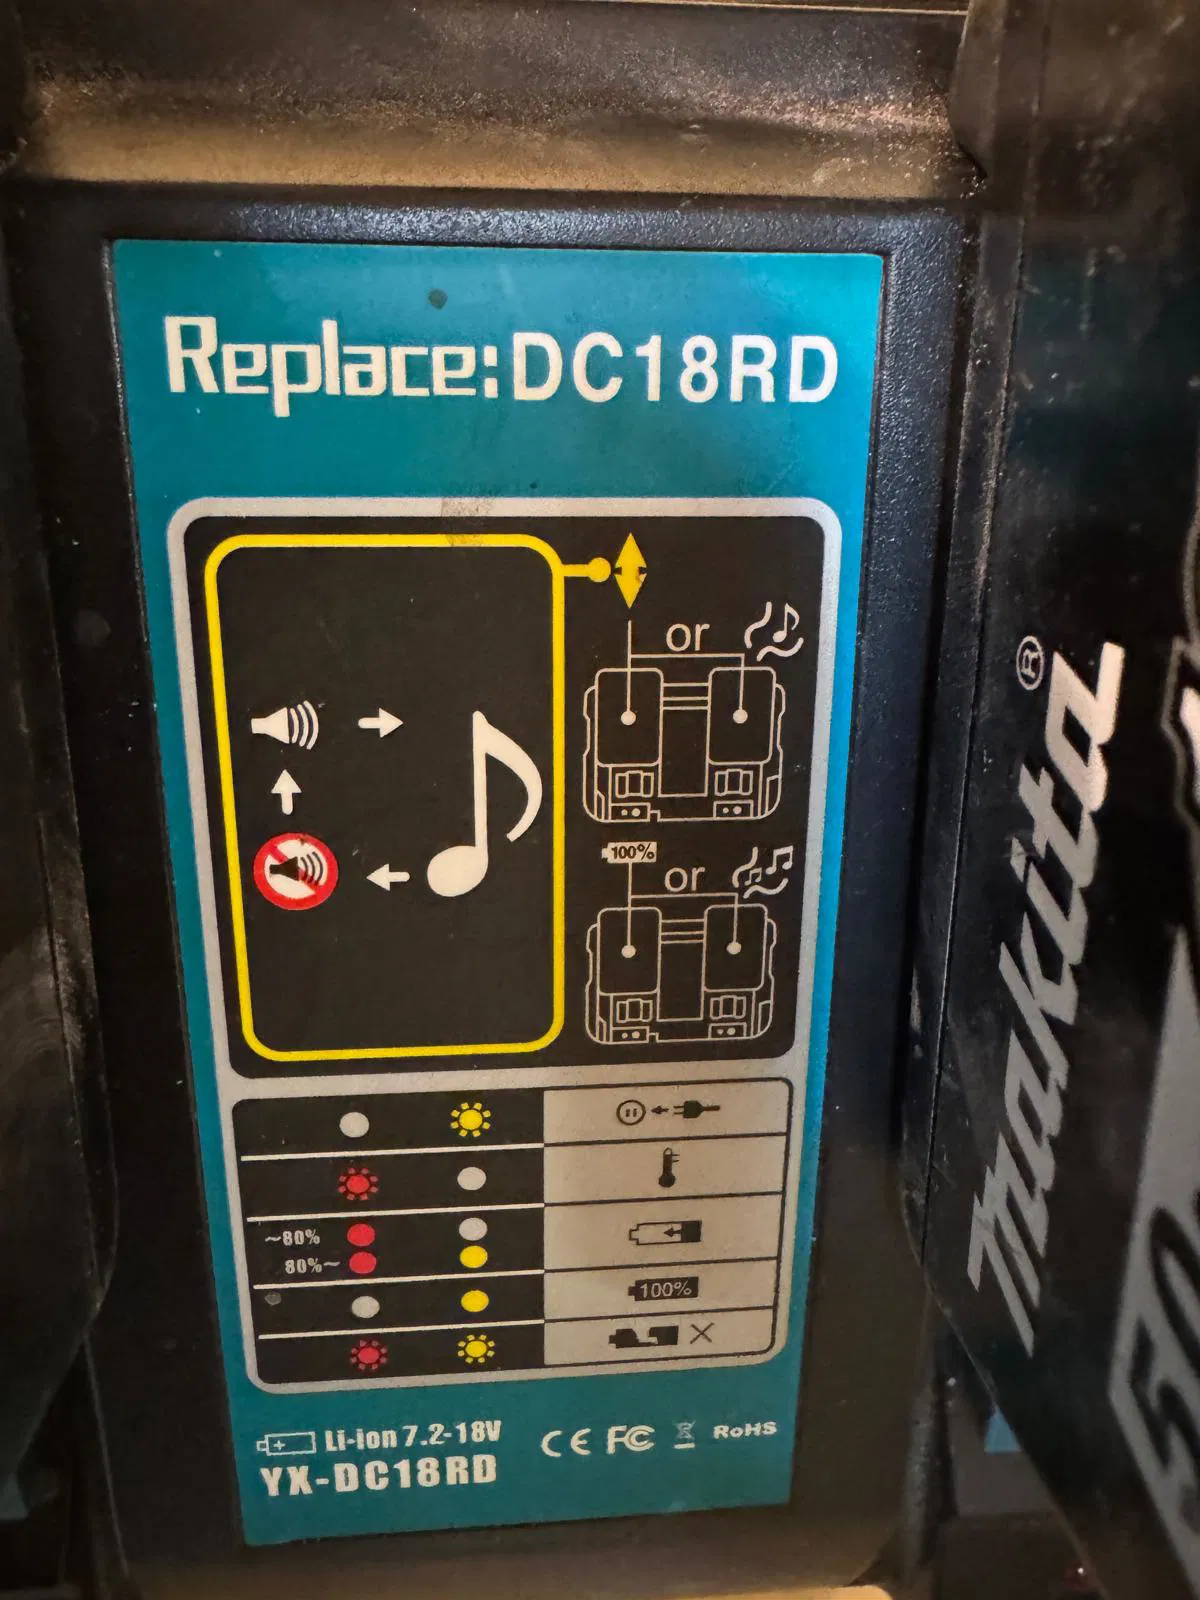 Replace:DC18RD
or
100%
or
~80%
80%~
100%
Li-ion 7.2-18V
YX-DC18RD
CE FC RoHS
makita®